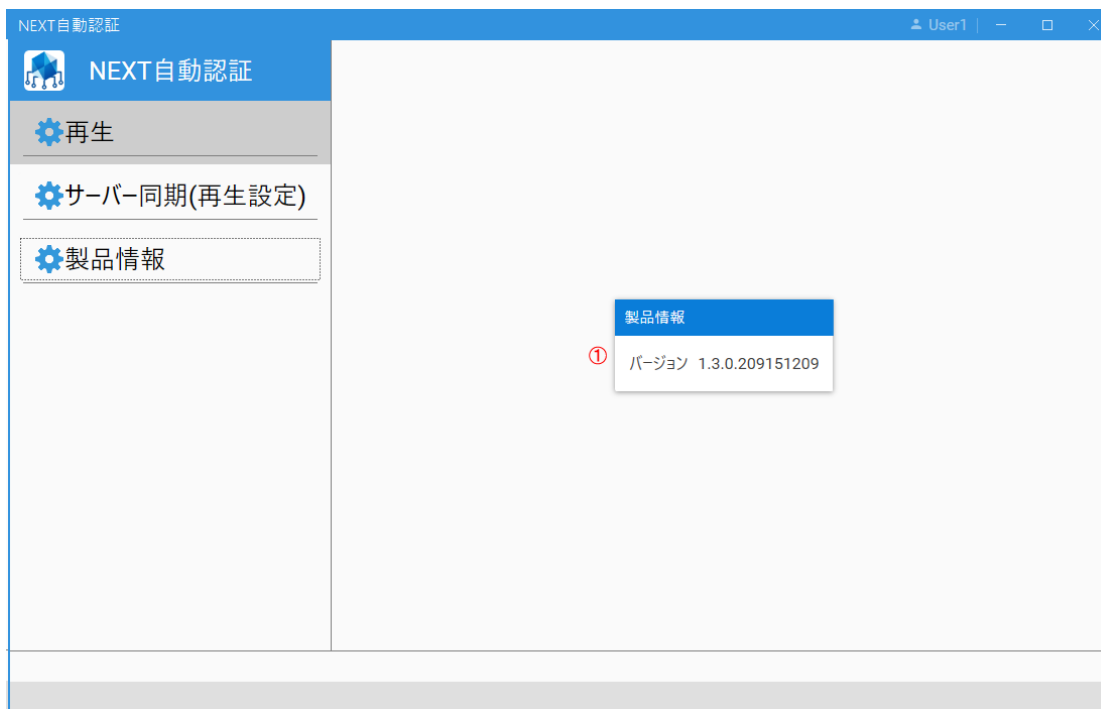 NEXT自動認証
User1
NEXT自動認証
再生
サーバー同期(再生設定)
製品情報
製品情報
①
バージョン 1.3.0.209151209